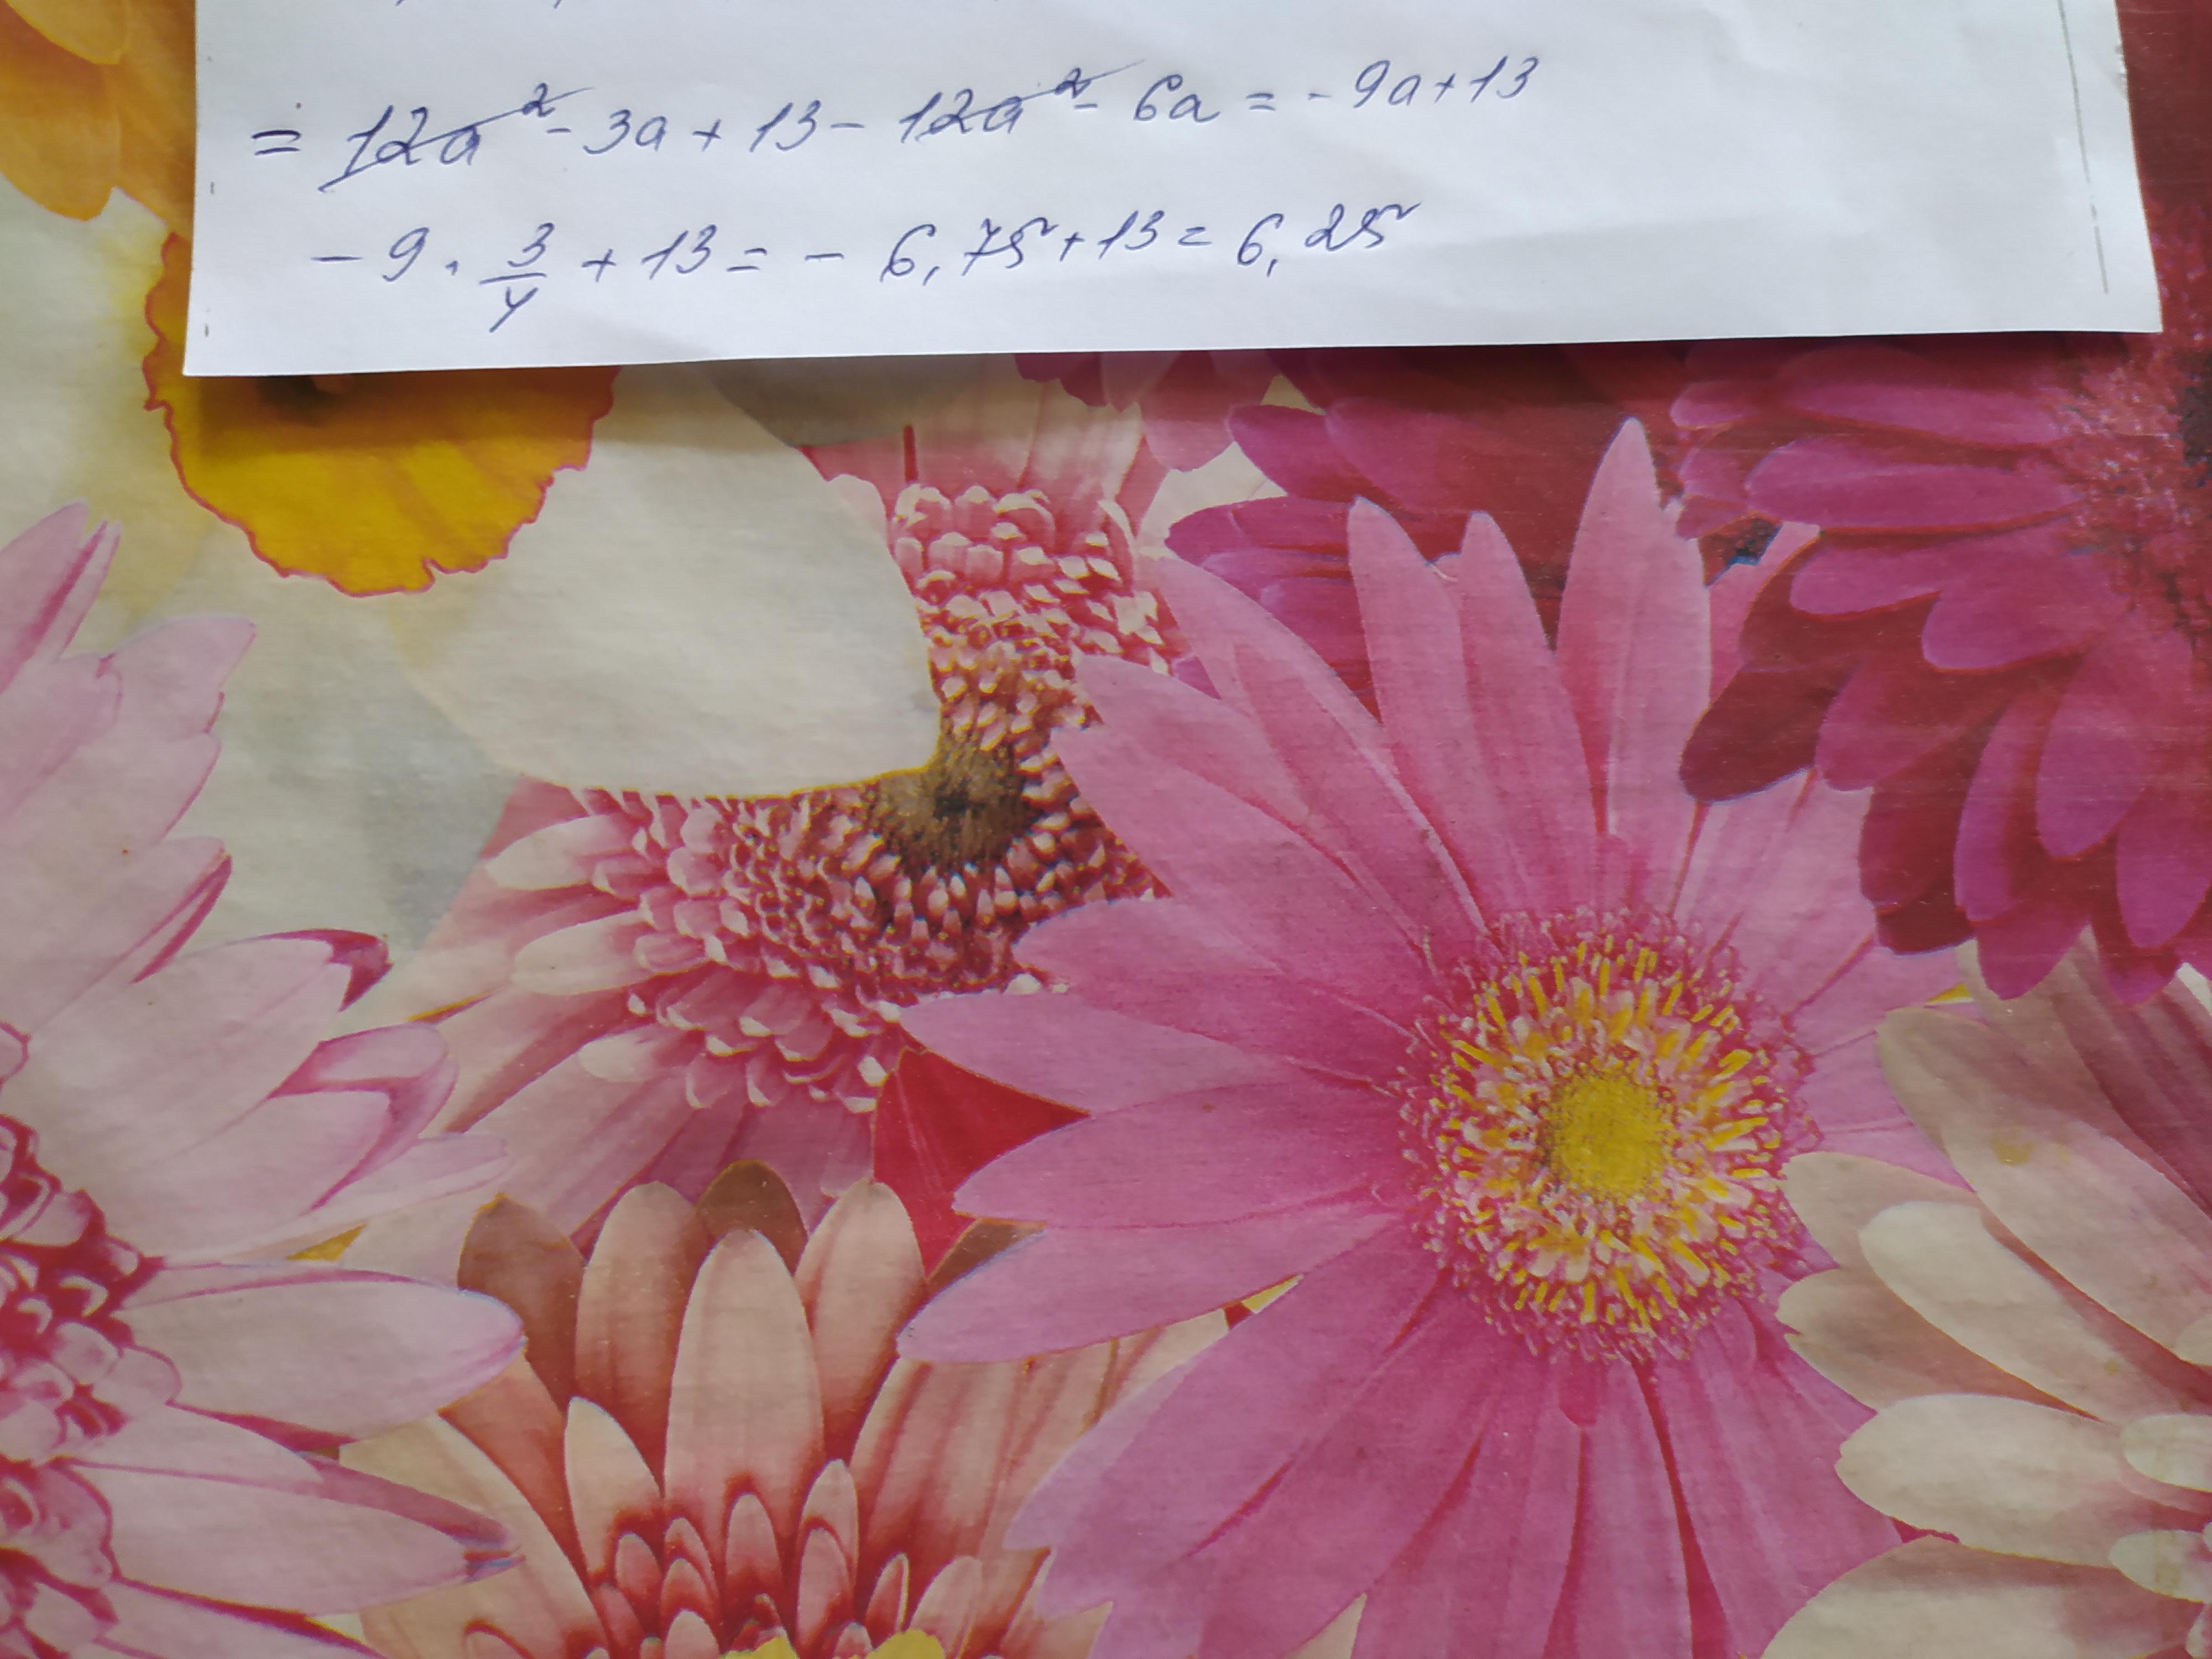 = 12a² - 3a + 13 - 12a² - 6a = - 9a + 13
- 9 · 3/4 + 13 = - 6,75 + 13 = 6,25